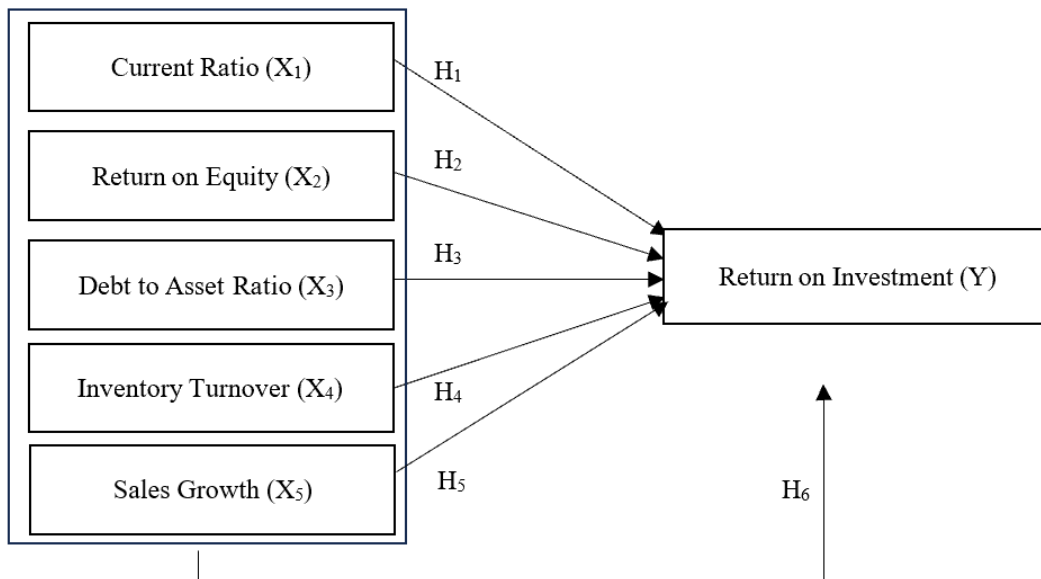 Current Ratio (X₁)
H₁
Return on Equity (X₂)
H₂
Debt to Asset Ratio (X₃)
H₃
Return on Investment (Y)
Inventory Turnover (X₄)
H₄
Sales Growth (X₅)
H₅
H₆